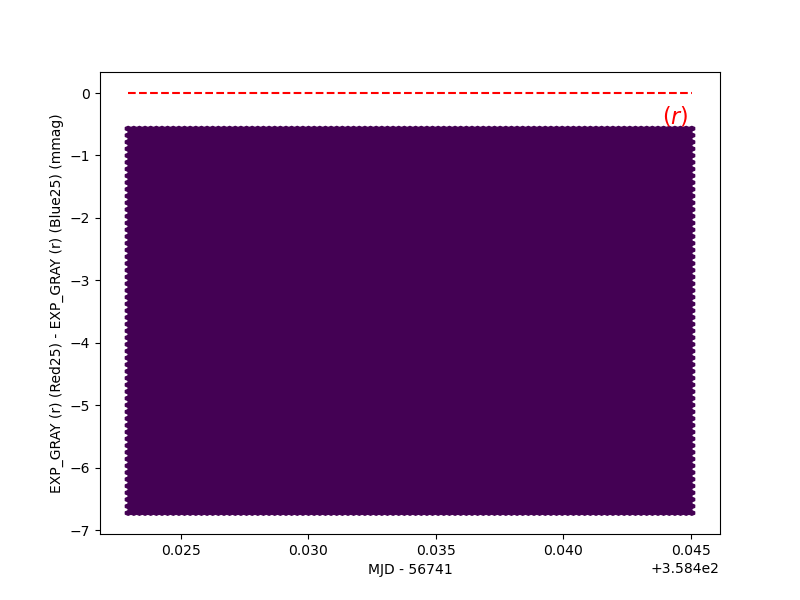 (r)
0
−1
−2
−3
−4
−5
−6
−7
EXP_GRAY (r) (Red25) - EXP_GRAY (r) (Blue25) (mmag)
0.025 0.030 0.035 0.040 0.045
MJD - 56741
+3.584e2